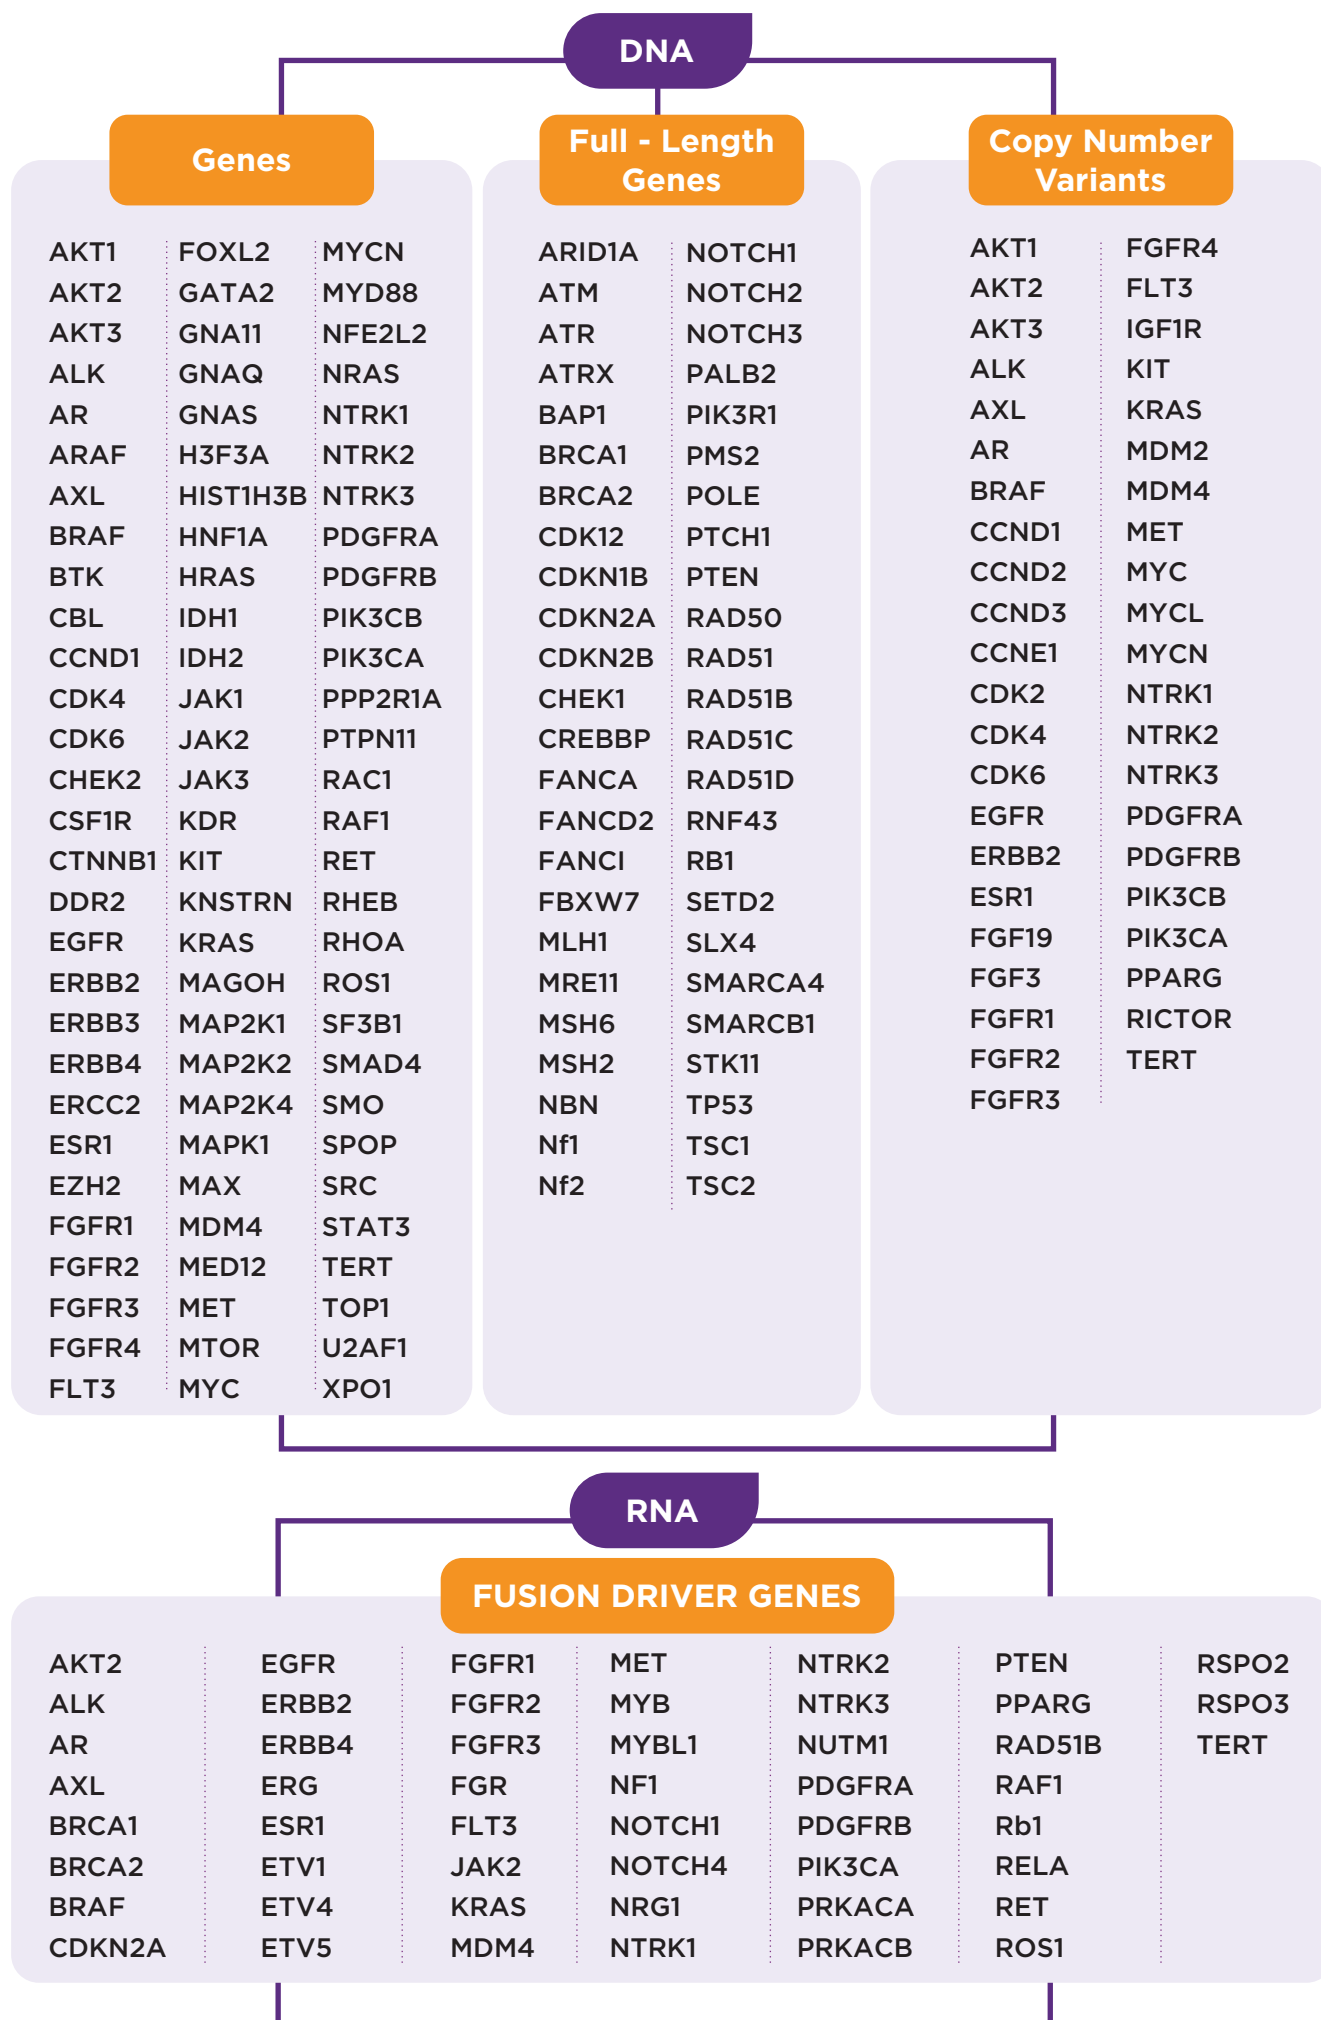 DNA
Genes
AKT1
AKT2
AKT3
ALK
AR
ARAF
AXL
BRAF
BTK
CBL
CCND1
CDK4
CDK6
CHEK2
CSF1R
CTNNB1
DDR2
EGFR
ERBB2
ERBB3
ERBB4
ERCC2
ESR1
EZH2
FGFR1
FGFR2
FGFR3
FGFR4
FLT3
FOXL2
GATA2
GNA11
GNAQ
GNAS
H3F3A
HIST1H3B
HNF1A
HRAS
IDH1
IDH2
JAK1
JAK2
JAK3
KDR
KIT
KNSTRN
KRAS
MAGOH
MAP2K1
MAP2K2
MAP2K4
MAPK1
MAX
MDM4
MED12
MET
MTOR
MYC
MYCN
MYD88
NFE2L2
NRAS
NTRK1
NTRK2
NTRK3
PDGFRA
PDGFRB
PIK3CB
PIK3CA
PPP2R1A
PTPN11
RAC1
RAF1
RET
RHEB
RHOA
ROS1
SF3B1
SMAD4
SMO
SPOP
SRC
STAT3
TERT
TOP1
U2AF1
XPO1
Full - Length
Genes
ARID1A
ATM
ATR
ATRX
BAP1
BRCA1
BRCA2
CDK12
CDKN1B
CDKN2A
CDKN2B
CHEK1
CREBBP
FANCA
FANCD2
FANCI
FBXW7
MLH1
MRE11
MSH6
MSH2
NBN
Nf1
Nf2
NOTCH1
NOTCH2
NOTCH3
PALB2
PIK3R1
PMS2
POLE
PTCH1
PTEN
RAD50
RAD51
RAD51B
RAD51C
RAD51D
RNF43
RB1
SETD2
SLX4
SMARCA4
SMARCB1
STK11
TP53
TSC1
TSC2
Copy Number
Variants
AKT1
AKT2
AKT3
ALK
AXL
AR
BRAF
CCND1
CCND2
CCND3
CCNE1
CDK2
CDK4
CDK6
EGFR
ERBB2
ESR1
FGF19
FGF3
FGFR1
FGFR2
FGFR3
FGFR4
FLT3
IGF1R
KIT
KRAS
MDM2
MDM4
MET
MYC
MYCL
MYCN
NTRK1
NTRK2
NTRK3
PDGFRA
PDGFRB
PIK3CB
PIK3CA
PPARG
RICTOR
TERT
RNA
FUSION DRIVER GENES
AKT2
ALK
AR
AXL
BRCA1
BRCA2
BRAF
CDKN2A
EGFR
ERBB2
ERBB4
ERG
ESR1
ETV1
ETV4
ETV5
FGFR1
FGFR2
FGFR3
FGR
FLT3
JAK2
KRAS
MDM4
MET
MYB
MYBL1
NF1
NOTCH1
NOTCH4
NRG1
NTRK1
NTRK2
NTRK3
NUTM1
PDGFRA
PDGFRB
PIK3CA
PRKACA
PRKACB
PTEN
PPARG
RAD51B
RAF1
Rb1
RELA
RET
ROS1
RSPO2
RSPO3
TERT